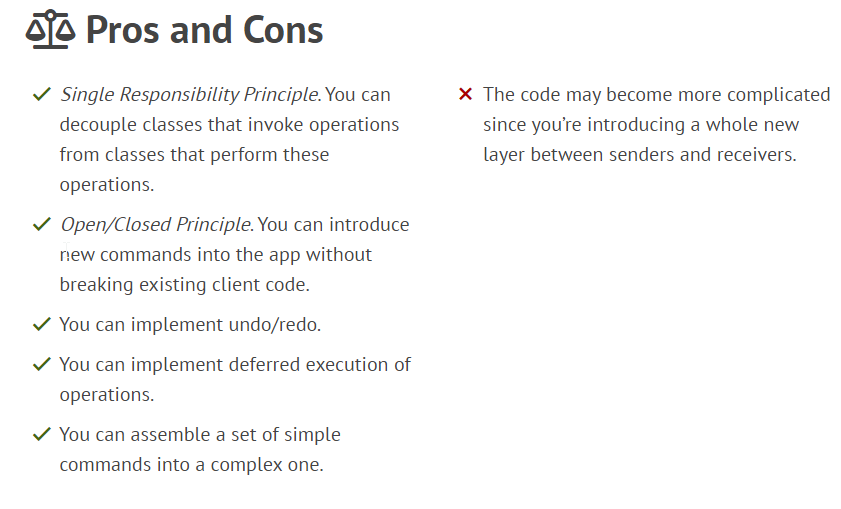 Pros and Cons
Single Responsibility Principle. You can
decouple classes that invoke operations
from classes that perform these
operations.
Open/Closed Principle. You can introduce
new commands into the app without
breaking existing client code.
You can implement undo/redo.
You can implement deferred execution of
operations.
You can assemble a set of simple
commands into a complex one.
The code may become more complicated
since you’re introducing a whole new
layer between senders and receivers.